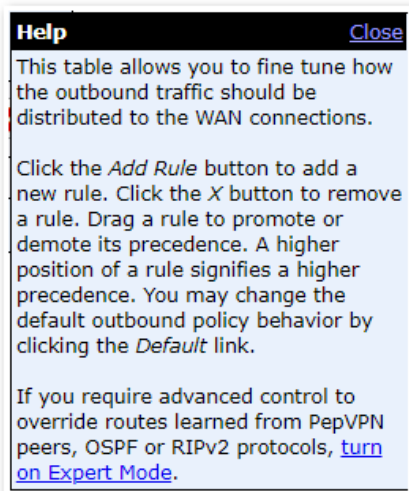 Help Close
This table allows you to fine tune how
the outbound traffic should be
distributed to the WAN connections.
Click the Add Rule button to add a
new rule. Click the X button to remove
a rule. Drag a rule to promote or
demote its precedence. A higher
position of a rule signifies a higher
precedence. You may change the
default outbound policy behavior by
clicking the Default link.
If you require advanced control to
override routes learned from PepVPN
peers, OSPF or RIPv2 protocols, turn
on Expert Mode.